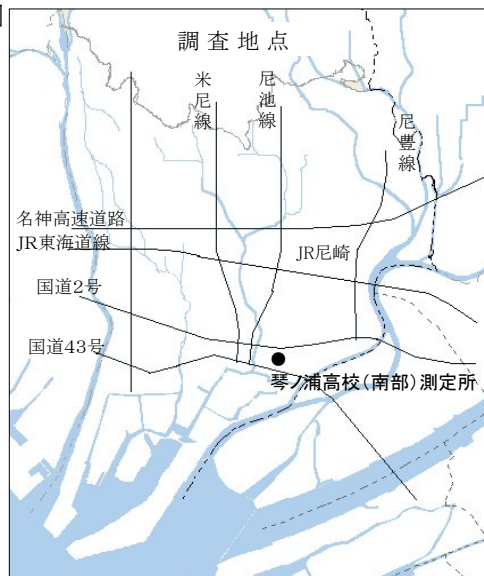 調査地点
米尼線
尼池線
尼豊線
名神高速道路
JR東海道線
JR尼崎
国道2号
国道43号
琴ノ浦高校(南部)測定所